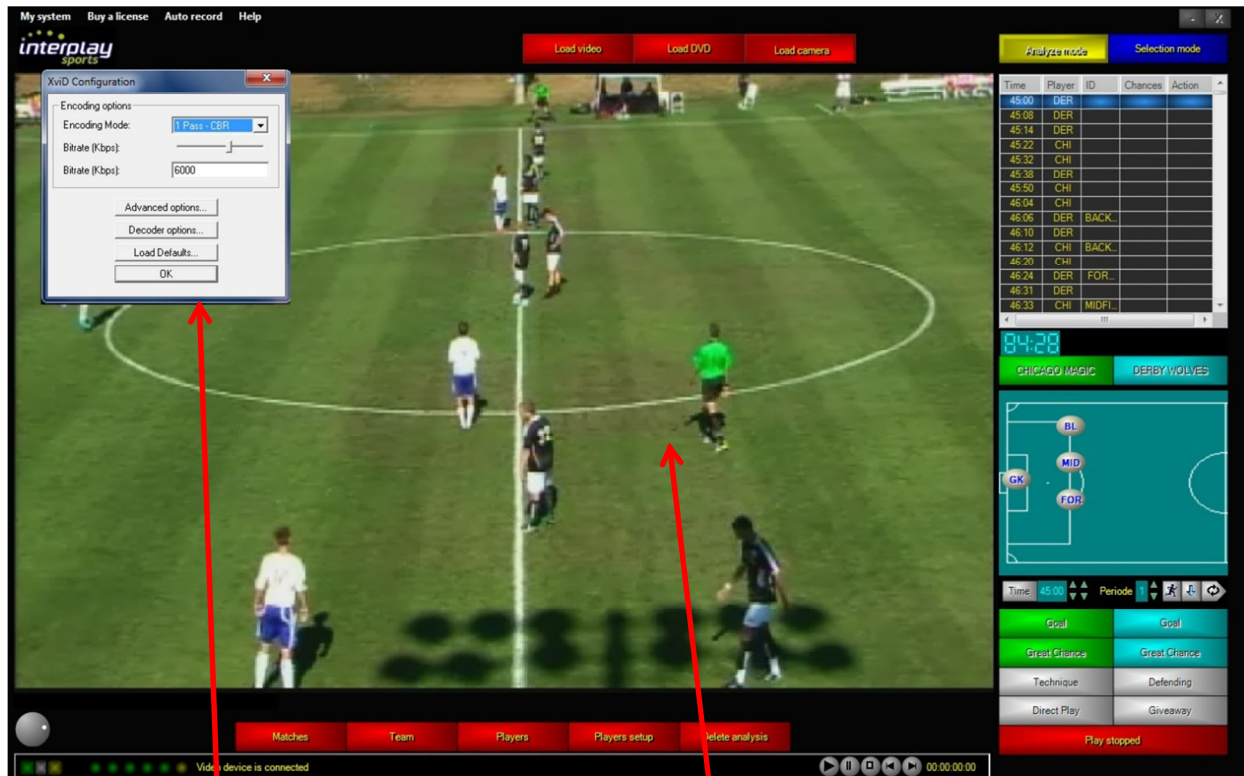 My system Buy a license Auto record Help
interplay
sports
Load video Load DVD Load camera
Analyze mode Selection mode
XviD Configuration
Encoding options
Encoding Mode: 1 Pass - CBR
Bitrate (Kbps):
Bitrate (Kbps): 6000
Advanced options...
Decoder options...
Load Defaults...
OK
Time Player ID Chances Action
45:00 DER
45:08 DER
45:14 DER
45:22 CHI
45:32 CHI
45:38 DER
45:50 CHI
46:04 CHI
46:06 DER BACK...
46:10 DER
46:12 CHI BACK...
46:20 CHI
46:24 DER FOR...
46:31 DER
46:33 CHI MIDFI...
84:28
CHICAGO MAGIC DERBY WOLVES
BL
MID
GK
FOR
Time 45:00 Periode 1
Goal Goal
Great Chance Great Chance
Technique Defending
Direct Play Giveaway
Play stopped
Matches Team Players Players setup Delete analysis
Video device is connected
00:00:00:00